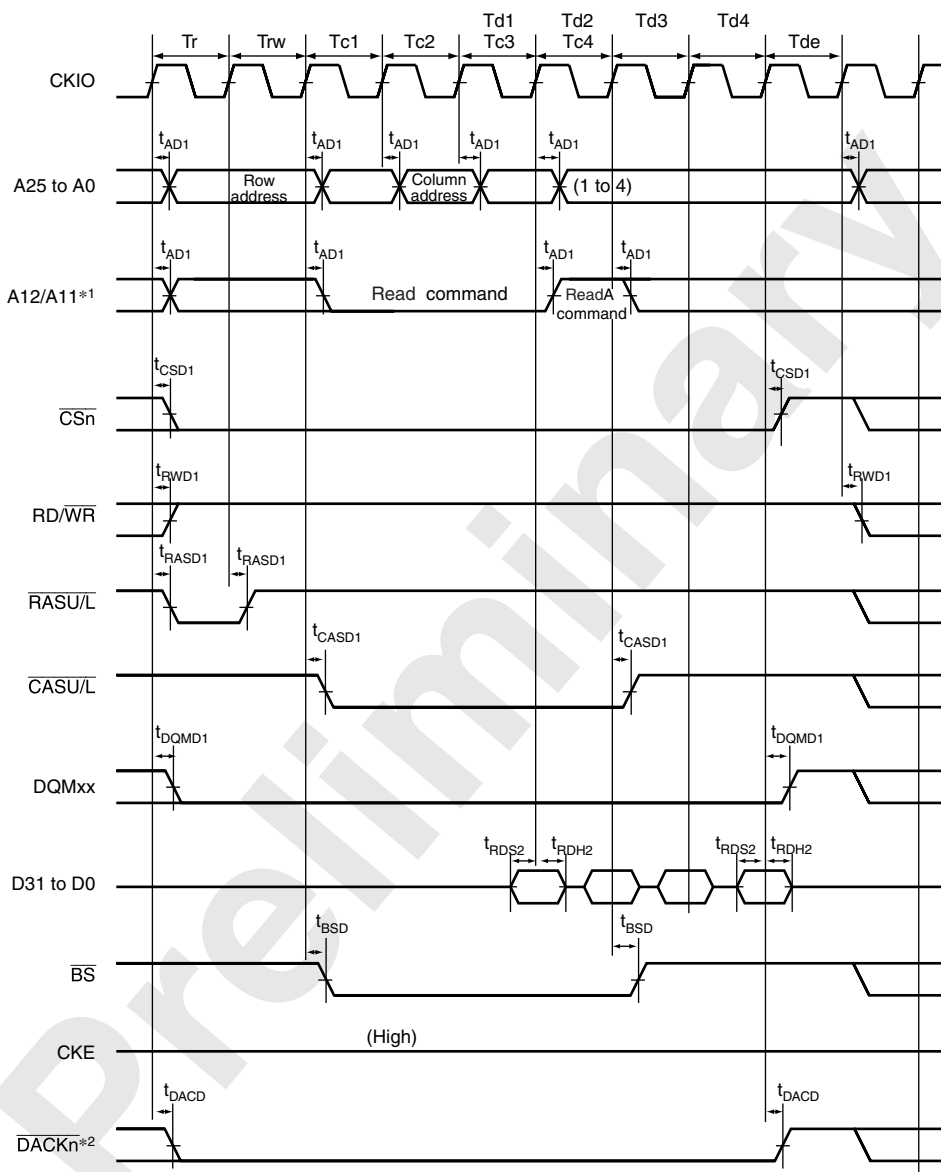 Td1 Td2 Td3 Td4
Tr Trw Tc1 Tc2 Tc3 Tc4 Tde
CKIO
tAD1 tAD1 tAD1 tAD1 tAD1 tAD1
A25 to A0
Row address
Column address
(1 to 4)
tAD1 tAD1 tAD1 tAD1
A12/A11*1
Read command
ReadA command
tCSD1 tCSD1
CSn
tRWD1 tRWD1
RD/WR
tRASD1 tRASD1
RASU/L
tCASD1 tCASD1
CASU/L
tDQMD1 tDQMD1
DQMxx
tRDS2 tRDH2 tRDS2 tRDH2
D31 to D0
tBSD tBSD
BS
(High)
CKE
tDACD tDACD
DACKn*2
Preliminary